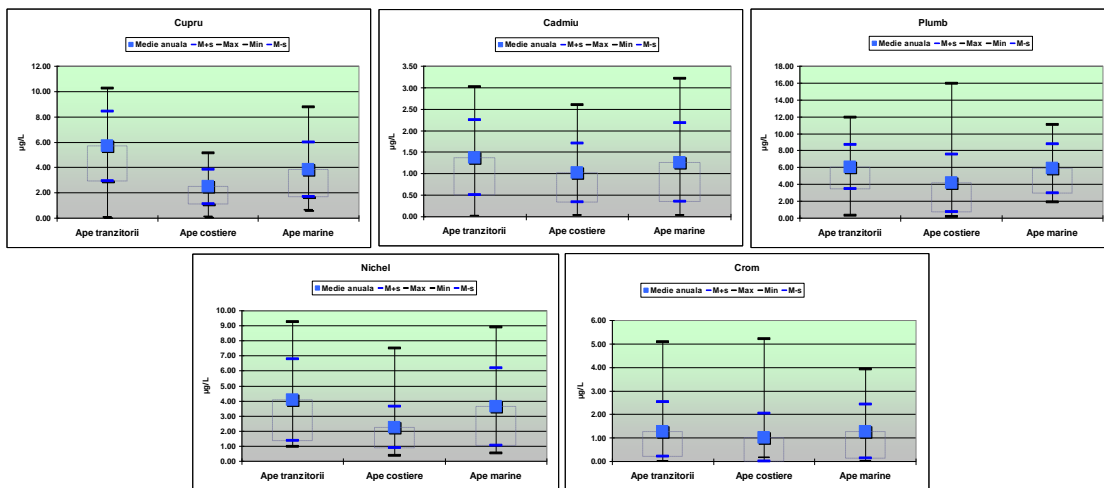 Cupru
Medie anuala M+s Max Min M-s
12.00
10.00
8.00
6.00
4.00
2.00
0.00
µg/L
Ape tranzitorii Ape costiere Ape marine
Cadmiu
Medie anuala M+s Max Min M-s
3.50
3.00
2.50
2.00
1.50
1.00
0.50
0.00
µg/L
Ape tranzitorii Ape costiere Ape marine
Plumb
Medie anuala M+s Max Min M-s
18.00
16.00
14.00
12.00
10.00
8.00
6.00
4.00
2.00
0.00
µg/L
Ape tranzitorii Ape costiere Ape marine
Nichel
Medie anuala M+s Max Min M-s
10.00
9.00
8.00
7.00
6.00
5.00
4.00
3.00
2.00
1.00
0.00
µg/L
Ape tranzitorii Ape costiere Ape marine
Crom
Medie anuala M+s Max Min M-s
6.00
5.00
4.00
3.00
2.00
1.00
0.00
µg/L
Ape tranzitorii Ape costiere Ape marine